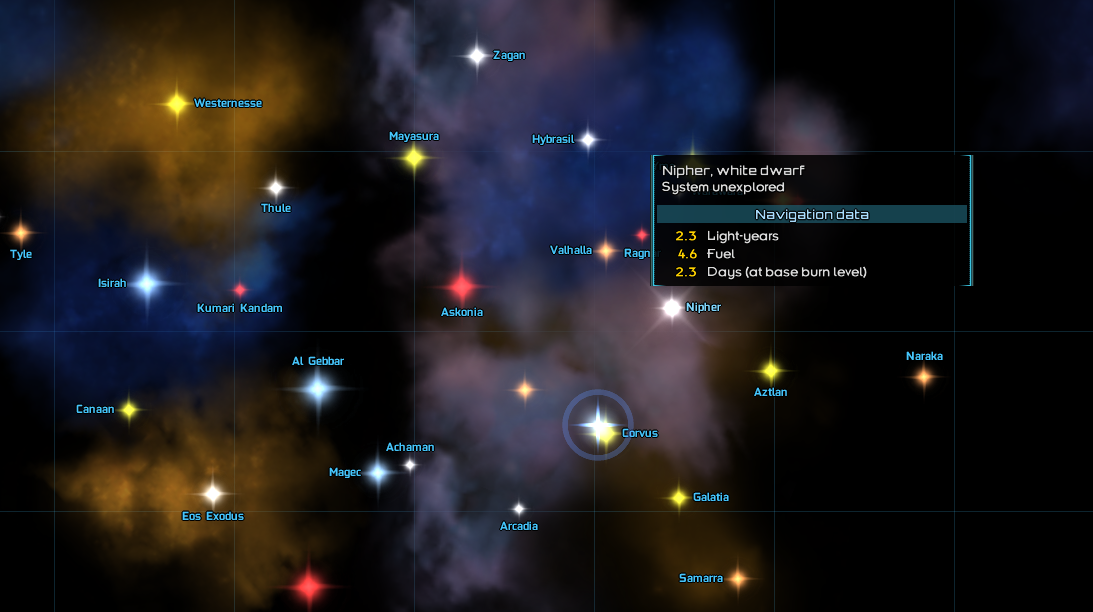 Zagan
Westernesse
Mayasura
Hybrasil
Nipher, white dwarf
System unexplored
Navigation data
2.3 Light-years
4.6 Fuel
2.3 Days (at base burn level)
Thule
Tyle
Valhalla
Isirah
Kumari Kandam
Askonia
Nipher
Naraka
Al Gebbar
Aztlan
Canaan
Corvus
Achaman
Magec
Galatia
Eos Exodus
Arcadia
Samarra